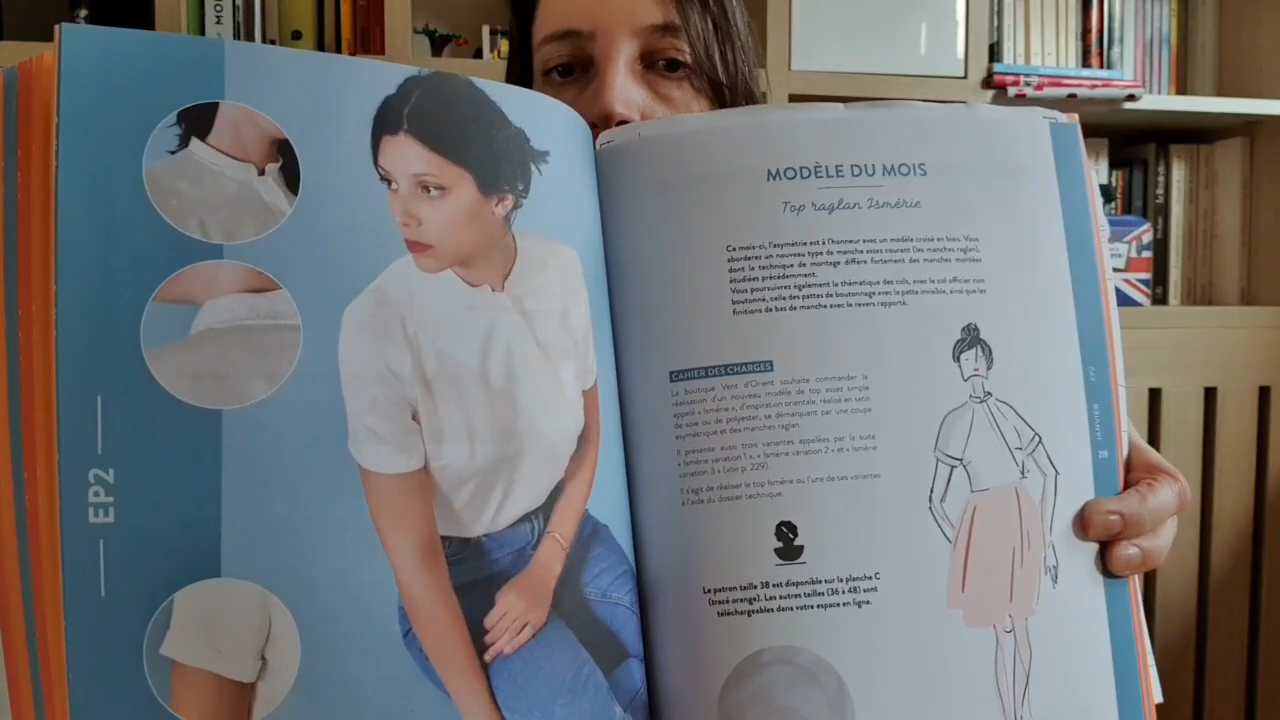 EP2
MODÈLE DU MOIS
Top raglan Ismérie
Ce mois-ci, l'asymétrie est à l'honneur avec un modèle croisé en biais. Vous
aborderez un nouveau type de manche assez courant (les manches raglan),
dont la technique de montage diffère fortement des manches montées
étudiées précédemment.
Vous poursuivrez également la thématique des cols, avec le col officier non
boutonné, celle des pattes de boutonnage avec la patte invisible, ainsi que les
finitions de bas de manche avec le revers rapporté.
CAHIER DES CHARGES
La boutique Vent d'Orient souhaite commander la
réalisation d'un nouveau modèle de top assez simple
appelé « Ismérie », d'inspiration orientale, réalisé en satin
de soie ou de polyester, se démarquant par une coupe
asymétrique et des manches raglan.
Il présente aussi trois variantes appelées par la suite
« Ismérie variation 1 », « Ismérie variation 2 » et « Ismérie
variation 3 » (voir p. 229).
Il s'agit de réaliser le top Ismérie ou l'une de ses variantes
à l'aide du dossier technique.
Le patron taille 38 est disponible sur la planche C
(tracé orange). Les autres tailles (36 à 48) sont
téléchargeables dans votre espace en ligne.
EP2
JANVIER